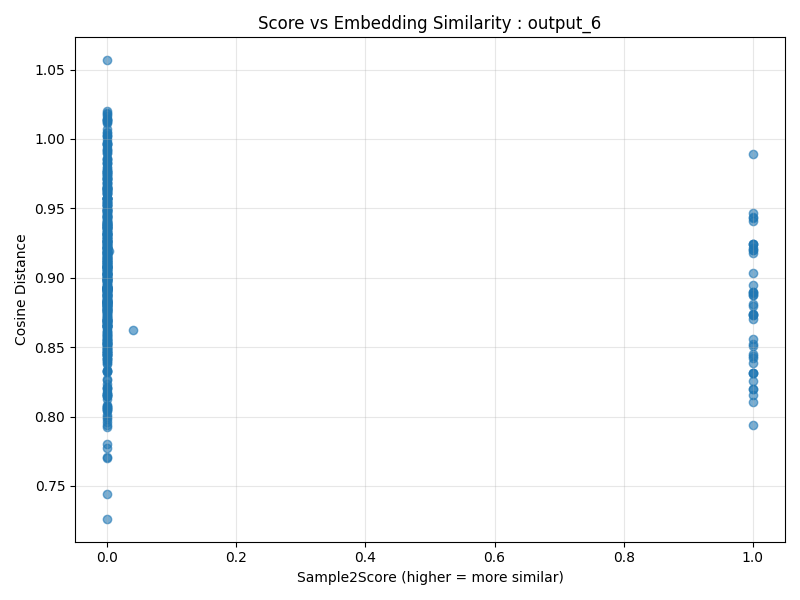 Score vs Embedding Similarity : output_6
Cosine Distance
1.05
1.00
0.95
0.90
0.85
0.80
0.75
0.0 0.2 0.4 0.6 0.8 1.0
Sample2Score (higher = more similar)